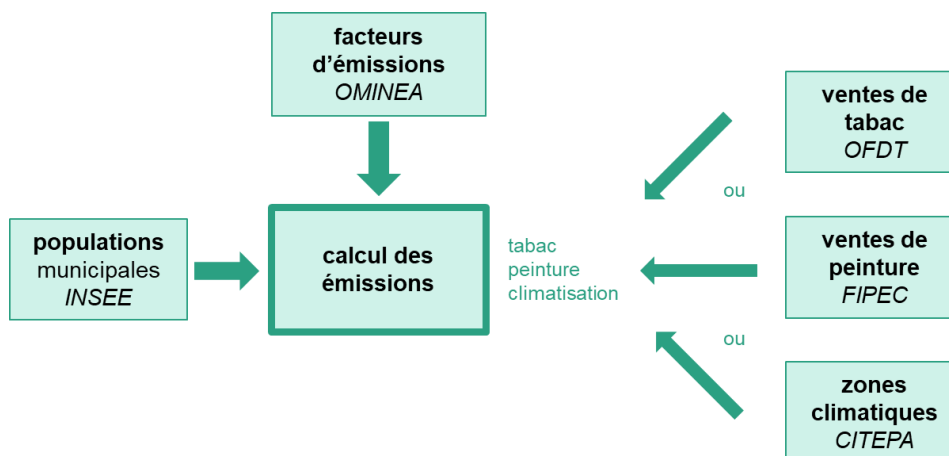 facteurs
d’émissions
OMINEA
populations
municipales
INSEE
calcul des
émissions
tabac
peinture
climatisation
ventes de
tabac
OFDT
ou
ventes de
peinture
FIPEC
ou
zones
climatiques
CITEPA